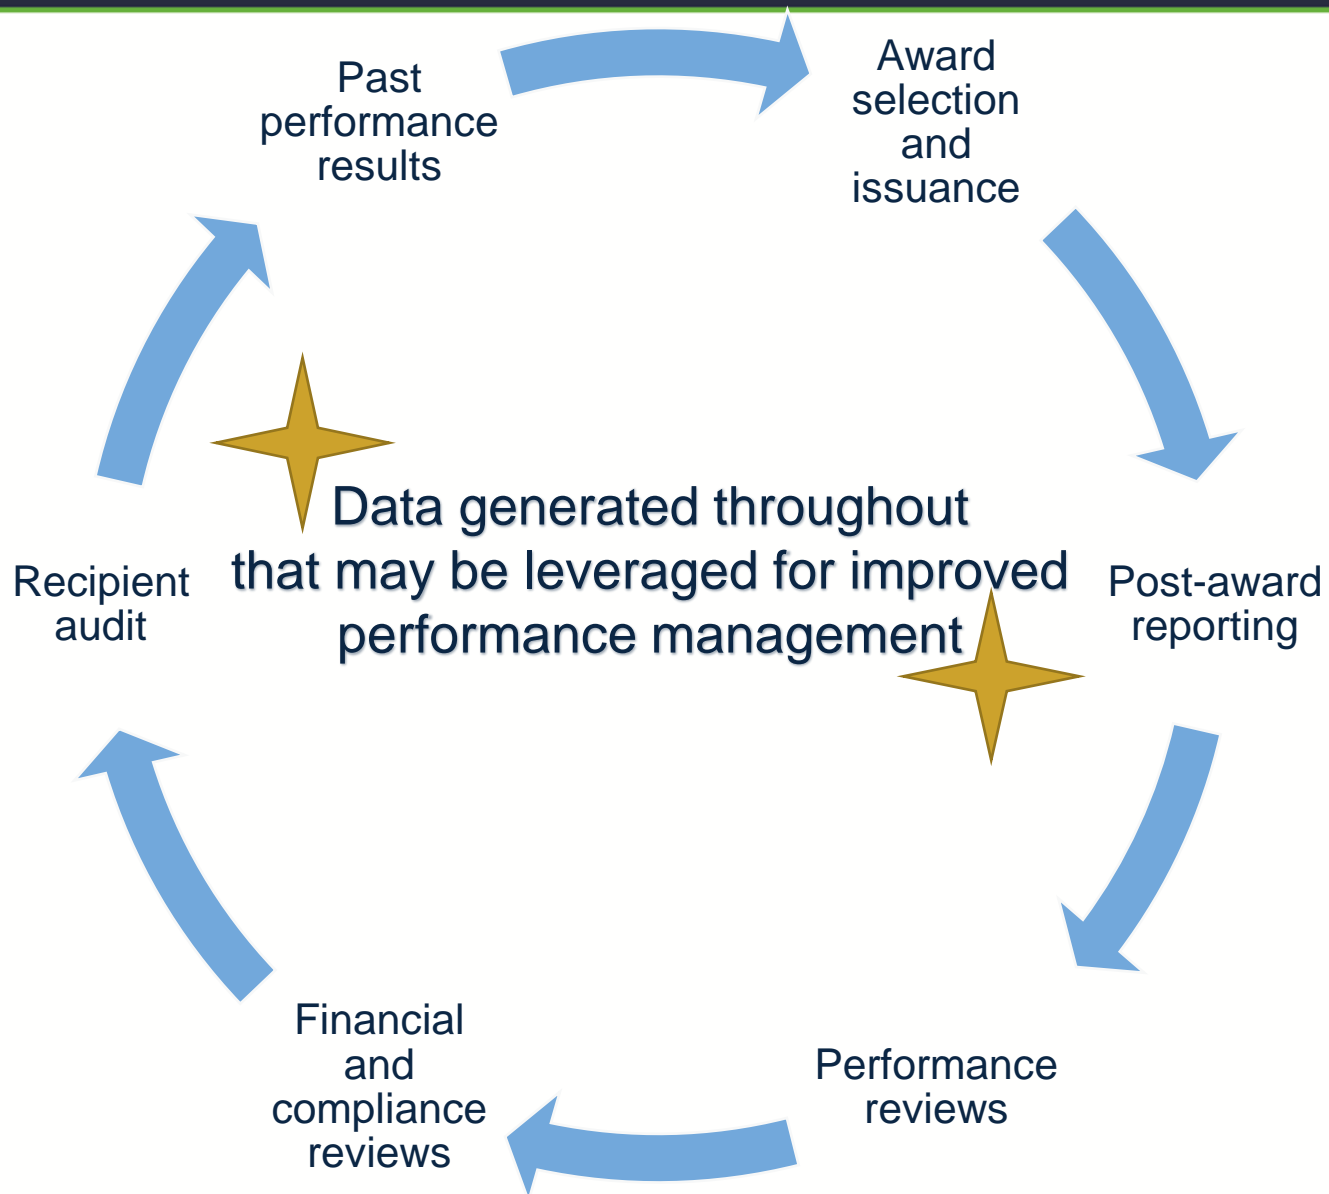 Past
performance
results
Award
selection
and
issuance
Data generated throughout
that may be leveraged for improved
performance management
Recipient
audit
Post-award
reporting
Financial
and
compliance
reviews
Performance
reviews